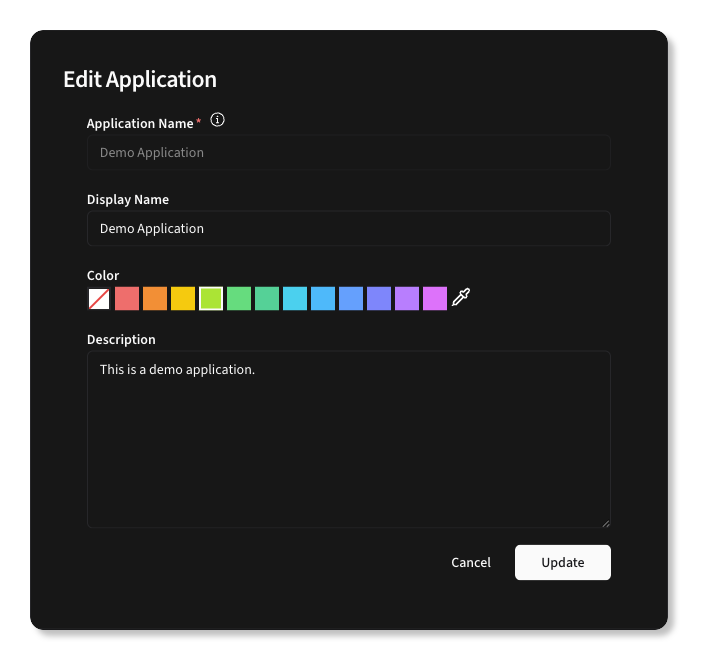 Edit Application
Application Name*
Demo Application
Display Name
Demo Application
Color
Description
This is a demo application.
Cancel
Update